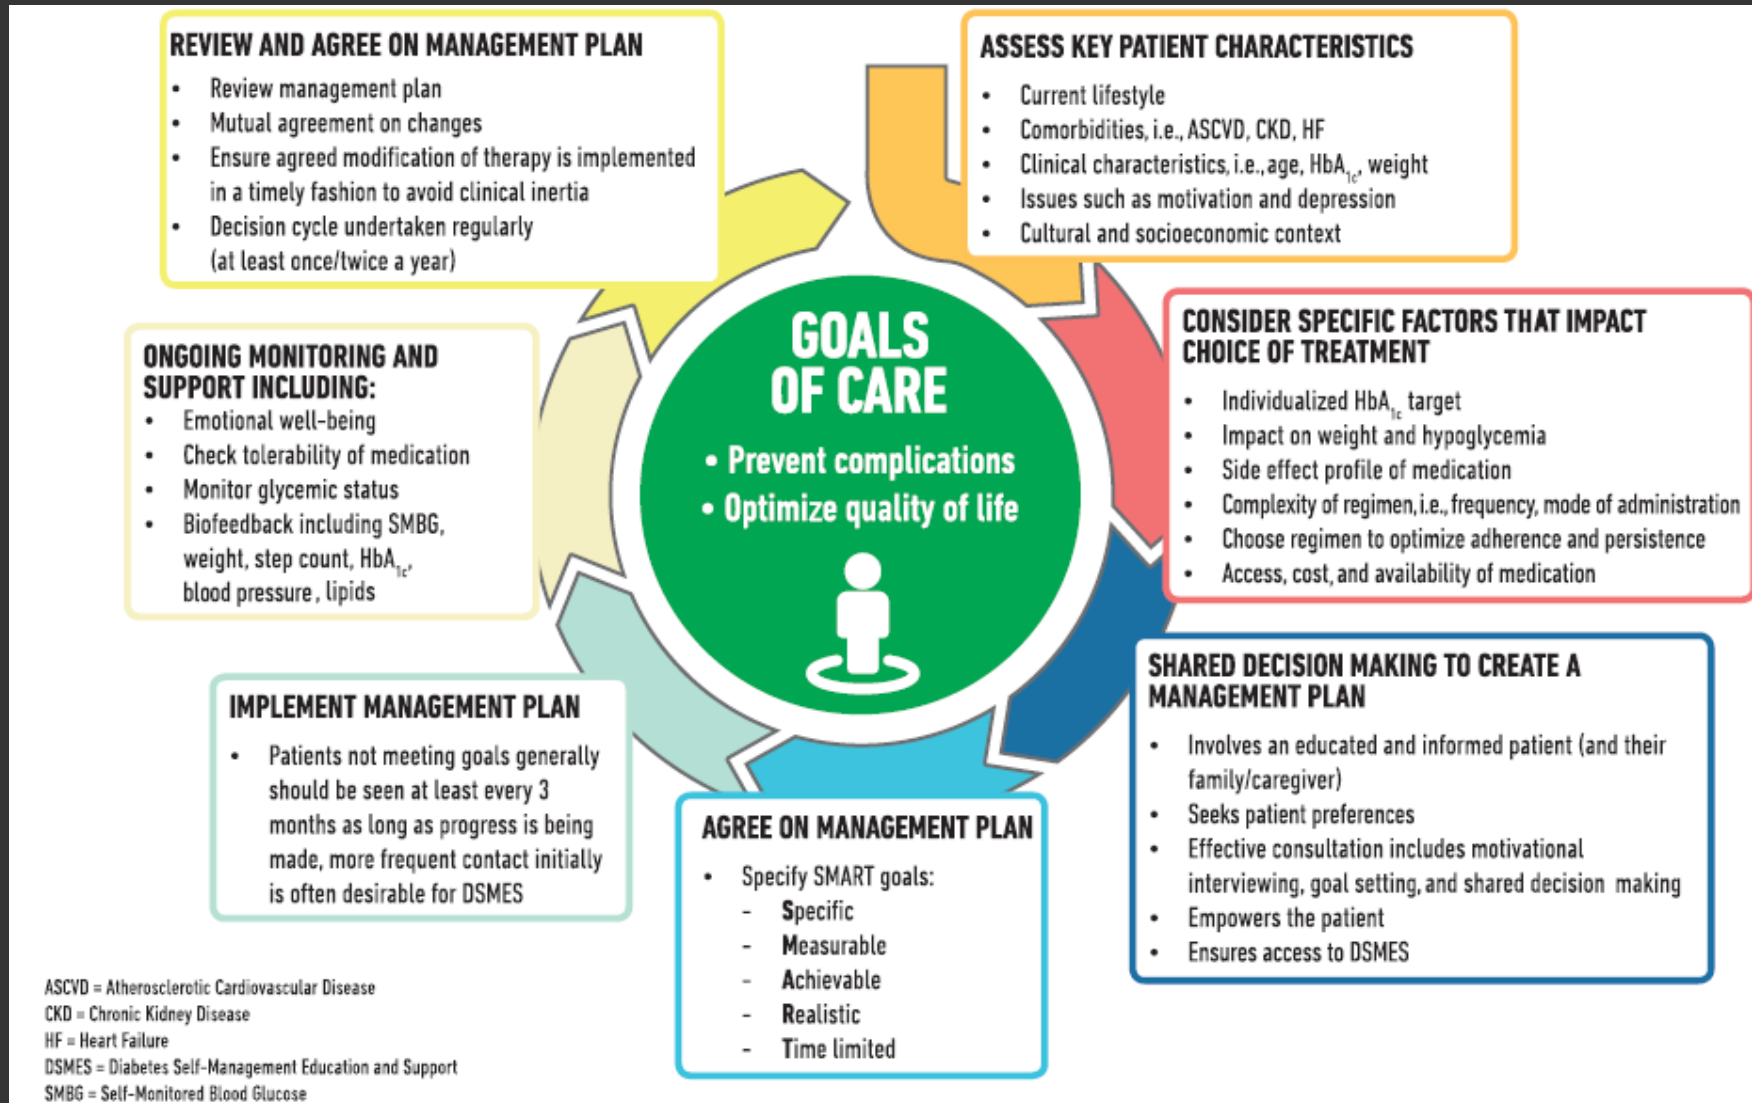 REVIEW AND AGREE ON MANAGEMENT PLAN
• Review management plan
• Mutual agreement on changes
• Ensure agreed modification of therapy is implemented
in a timely fashion to avoid clinical inertia
• Decision cycle undertaken regularly
(at least once/twice a year)
ASSESS KEY PATIENT CHARACTERISTICS
• Current lifestyle
• Comorbidities, i.e., ASCVD, CKD, HF
• Clinical characteristics, i.e., age, HbA1c, weight
• Issues such as motivation and depression
• Cultural and socioeconomic context
CONSIDER SPECIFIC FACTORS THAT IMPACT
CHOICE OF TREATMENT
• Individualized HbA1c target
• Impact on weight and hypoglycemia
• Side effect profile of medication
• Complexity of regimen, i.e., frequency, mode of administration
• Choose regimen to optimize adherence and persistence
• Access, cost, and availability of medication
SHARED DECISION MAKING TO CREATE A
MANAGEMENT PLAN
• Involves an educated and informed patient (and their
family/caregiver)
• Seeks patient preferences
• Effective consultation includes motivational
interviewing, goal setting, and shared decision making
• Empowers the patient
• Ensures access to DSMES
AGREE ON MANAGEMENT PLAN
• Specify SMART goals:
- Specific
- Measurable
- Achievable
- Realistic
- Time limited
IMPLEMENT MANAGEMENT PLAN
• Patients not meeting goals generally
should be seen at least every 3
months as long as progress is being
made, more frequent contact initially
is often desirable for DSMES
ONGOING MONITORING AND
SUPPORT INCLUDING:
• Emotional well-being
• Check tolerability of medication
• Monitor glycemic status
• Biofeedback including SMBG,
weight, step count, HbA1c,
blood pressure, lipids
GOALS
OF CARE
• Prevent complications
• Optimize quality of life
ASCVD = Atherosclerotic Cardiovascular Disease
CKD = Chronic Kidney Disease
HF = Heart Failure
DSMES = Diabetes Self-Management Education and Support
SMBG = Self-Monitored Blood Glucose